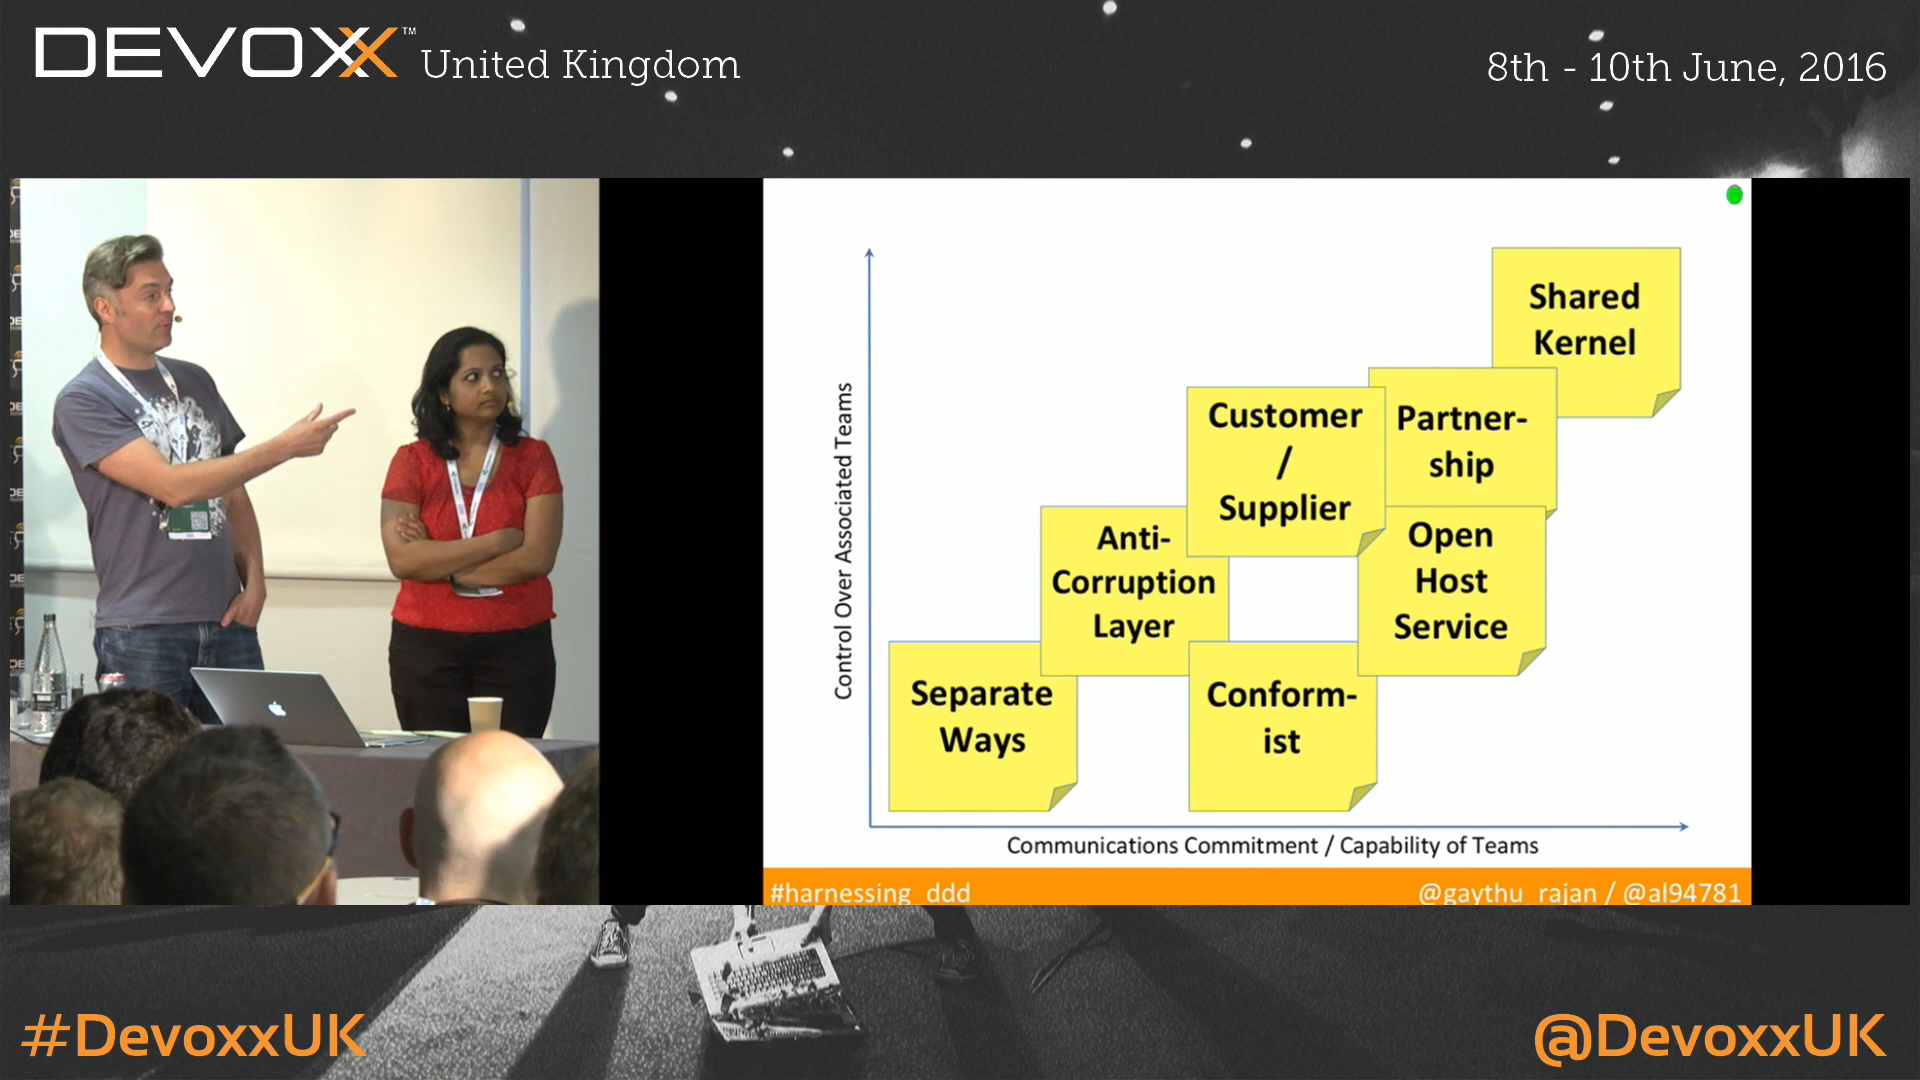 DEVOXX™ United Kingdom
8th - 10th June, 2016
Shared
Kernel
Customer
/
Supplier
Partner-
ship
Anti-
Corruption
Layer
Open
Host
Service
Separate
Ways
Conform-
ist
Control Over Associated Teams
Communications Commitment / Capability of Teams
#harnessing_ddd
@gaythu_rajan / @al94781
#DevoxxUK
@DevoxxUK